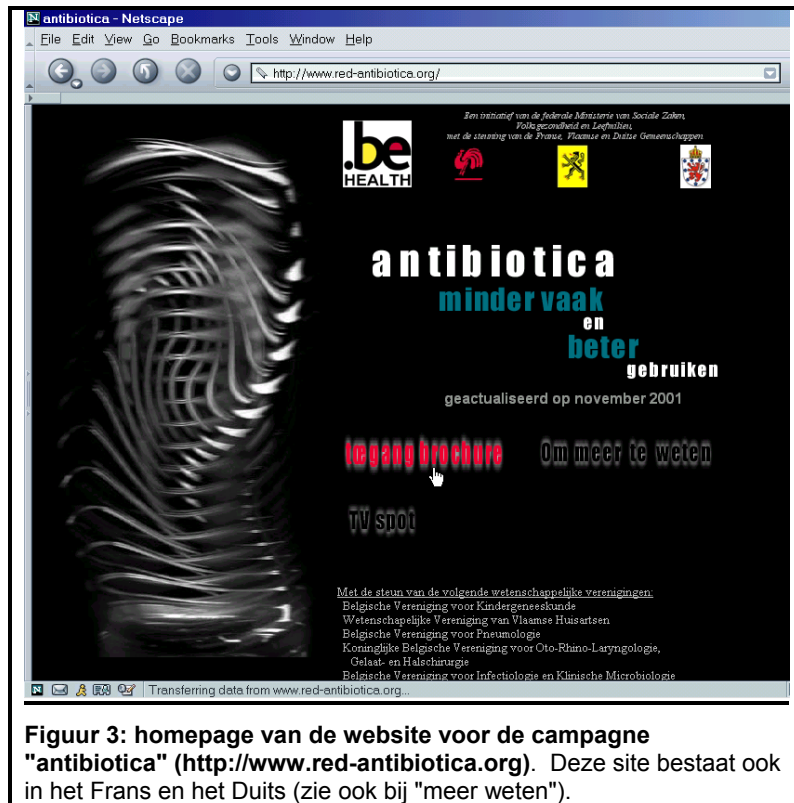 antibiotica - Netscape
File Edit View Go Bookmarks Tools Window Help
http://www.red-antibiotica.org/
Een initiatief van de federale Ministerie van Sociale Zaken,
Volksgezondheid en Leefmilieu,
met de steuning van de Franse, Vlaamse en Duitse Gemeenschappen
.be
HEALTH
antibiotica
minder vaak
en
beter
gebruiken
geactualiseerd op november 2001
toegang brochure Om meer te weten
TV spot
Met de steun van de volgende wetenschappelijke verenigingen:
Belgische Vereniging voor Kindergeneeskunde
Wetenschapelijke Vereniging van Vlaamse Huisartsen
Belgische Vereniging voor Pneumologie
Koninglijke Belgische Vereniging voor Oto-Rhino-Laryngologie,
Gelaat- en Halschirurgie
Belgische Vereniging voor Infectiologie en Klinische Microbiologie
Transferring data from www.red-antibiotica.org...
Figuur 3: homepage van de website voor de campagne
"antibiotica" (http://www.red-antibiotica.org). Deze site bestaat ook
in het Frans en het Duits (zie ook bij "meer weten").